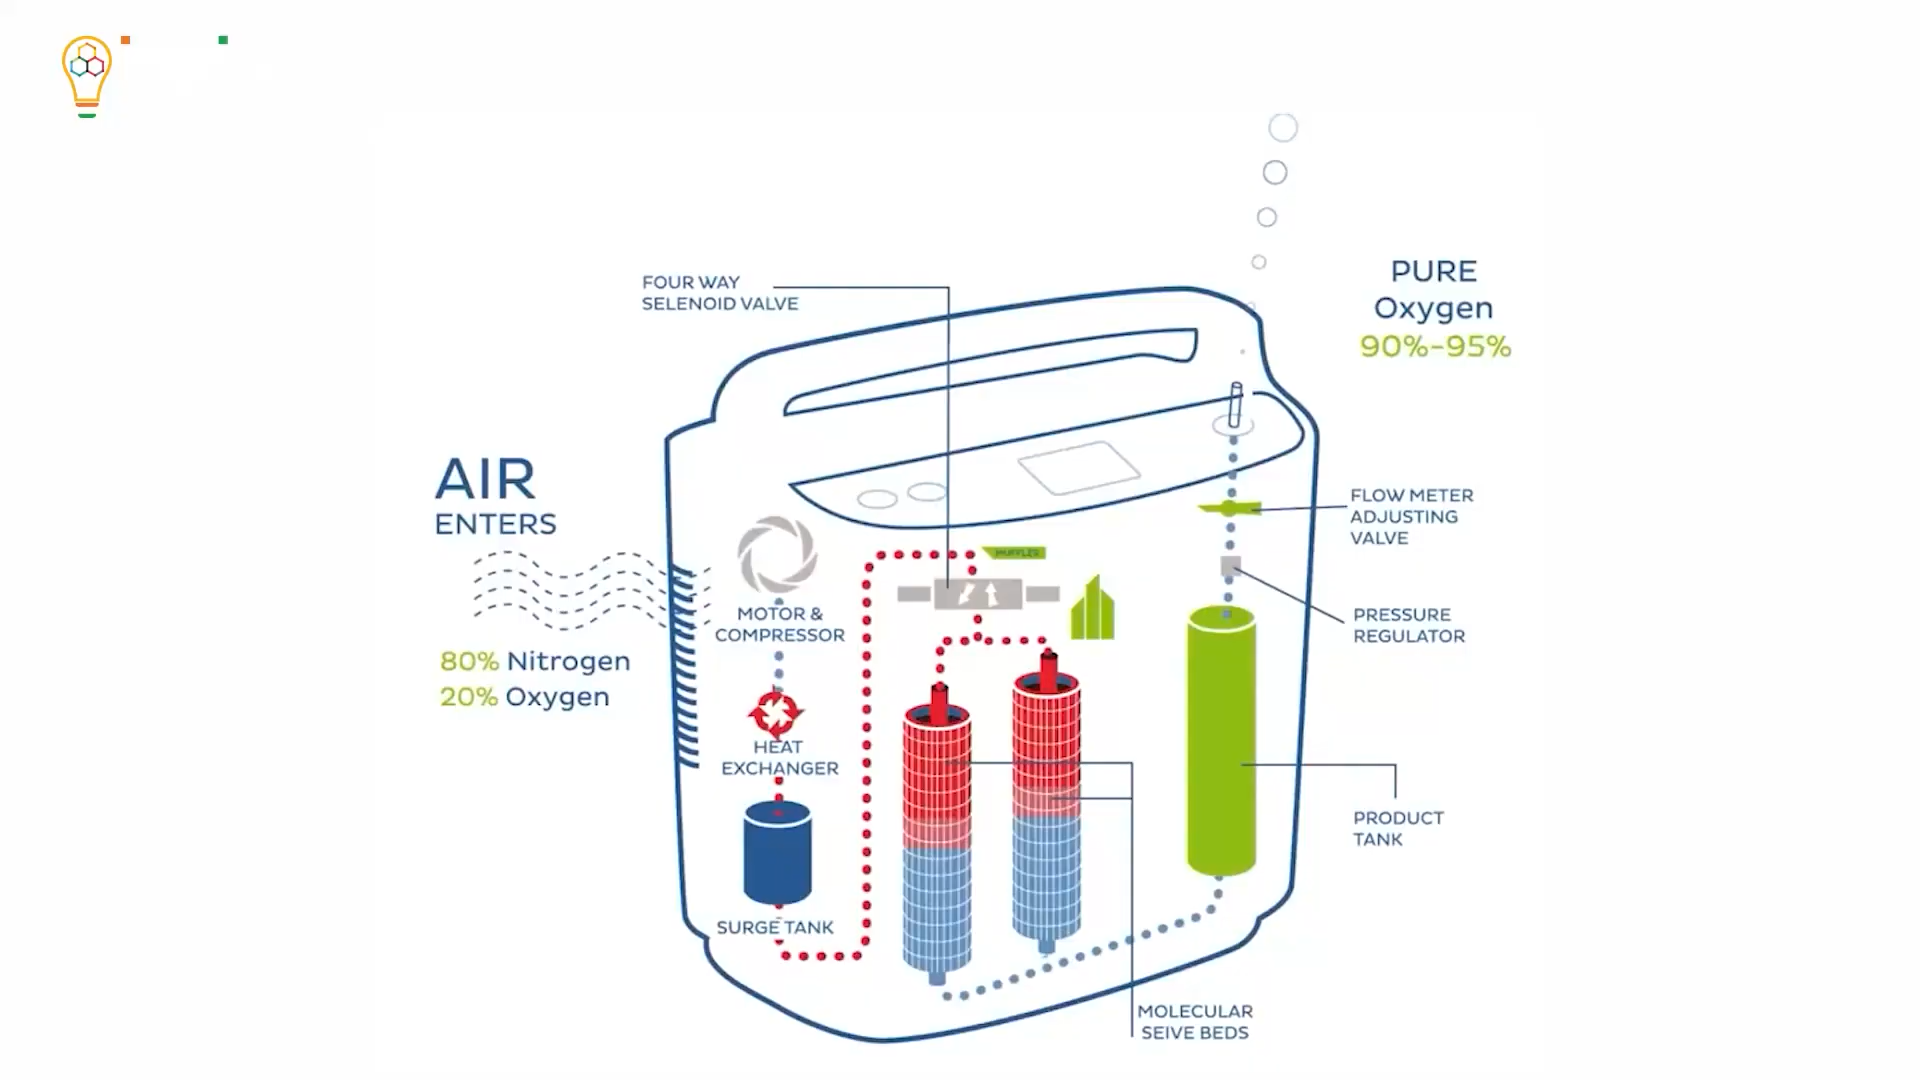 FOUR WAY
SELENOID VALVE
PURE
Oxygen
90%-95%
AIR
ENTERS
80% Nitrogen
20% Oxygen
MUFFLER
MOTOR &
COMPRESSOR
HEAT
EXCHANGER
SURGE TANK
FLOW METER
ADJUSTING
VALVE
PRESSURE
REGULATOR
PRODUCT
TANK
MOLECULAR
SEIVE BEDS